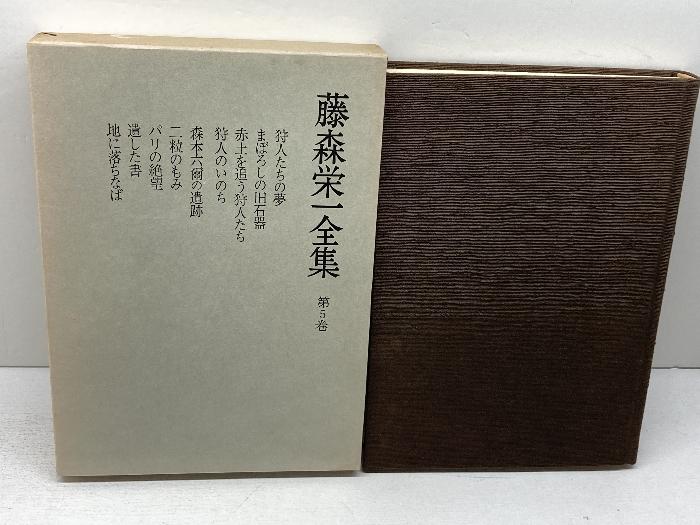 藤森栄一全集
第5巻
狩人たちの夢
まぼろしの旧石器
赤土を追う狩人たち
狩人のいのち
森本六爾の遺跡
二粒のもみ
パリの絶望
遺した書
地に落ちなば